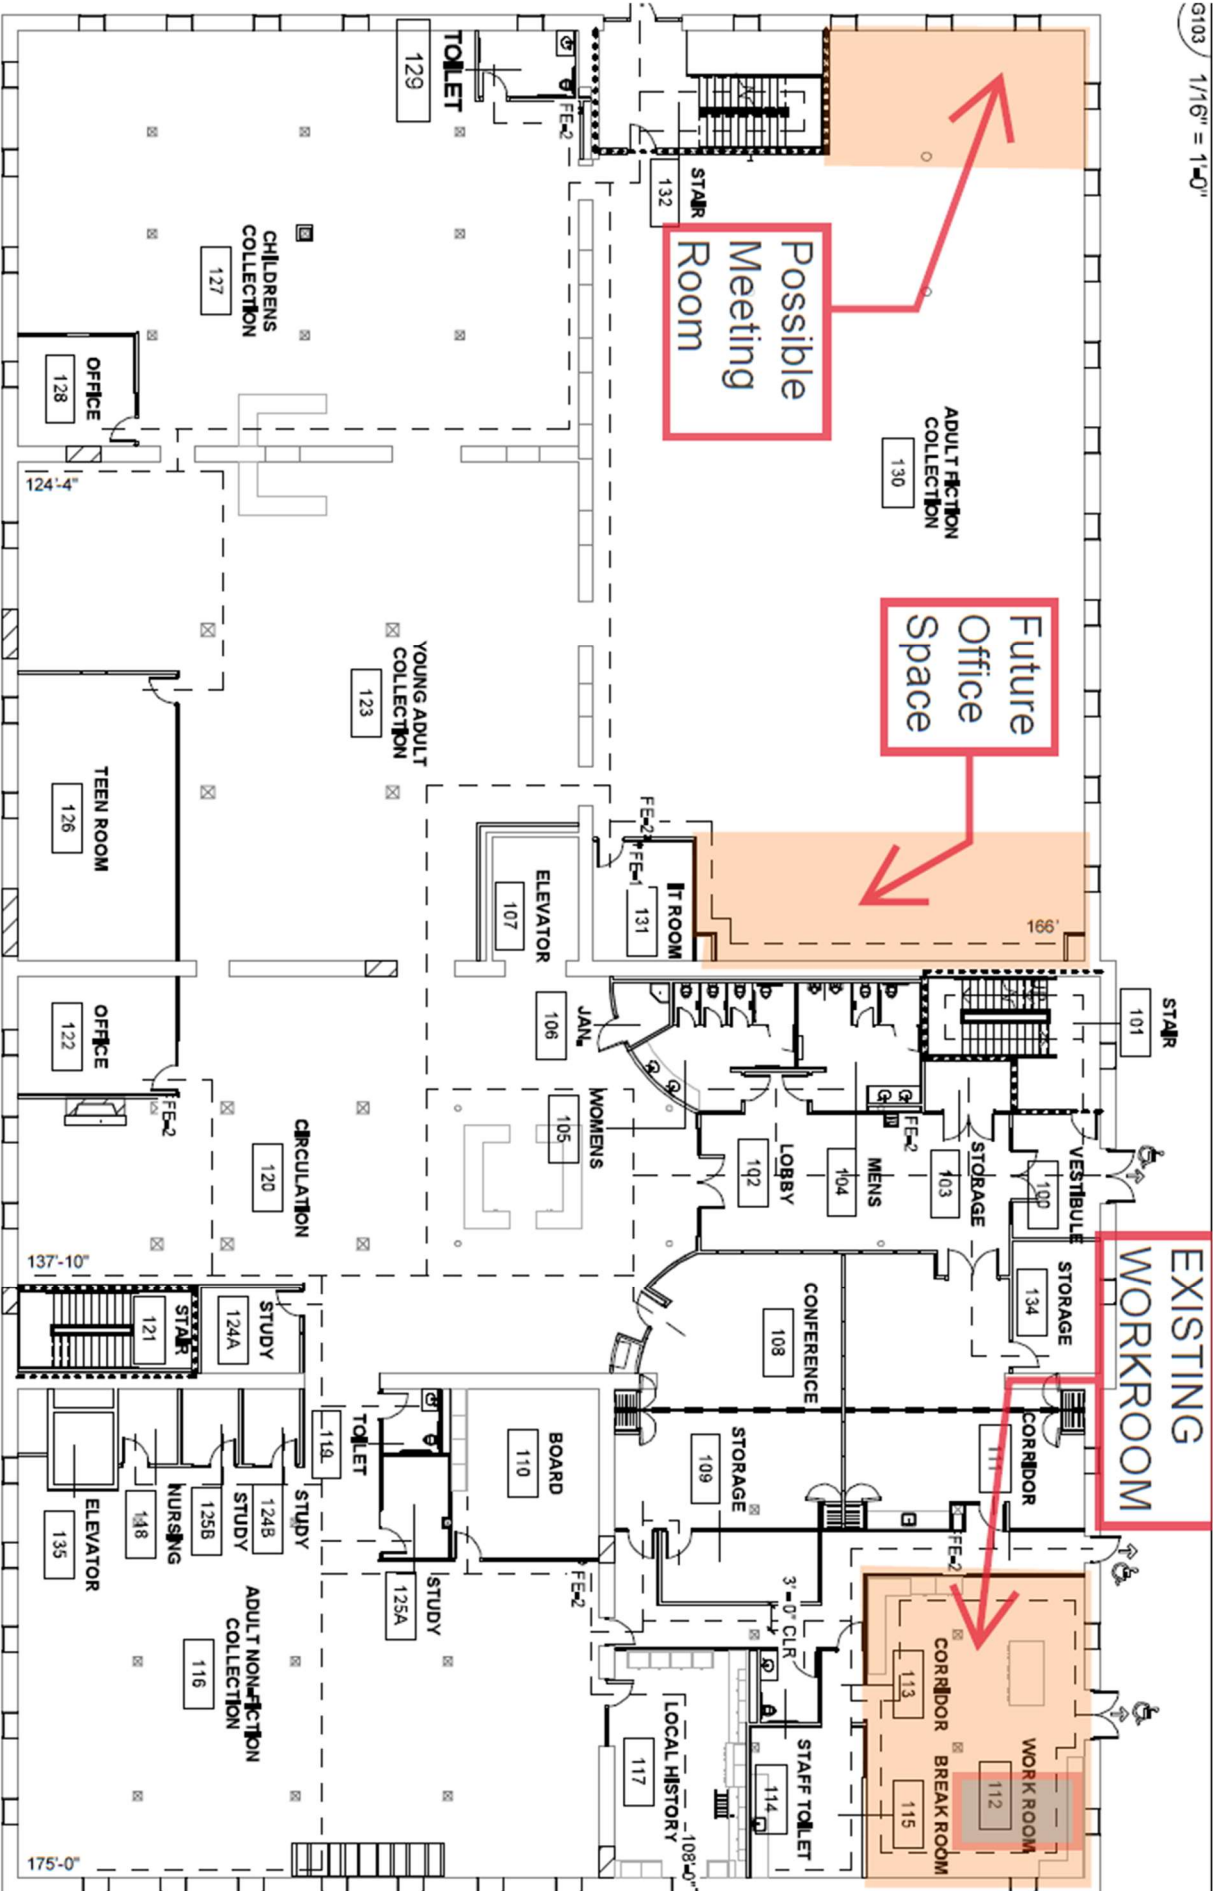 G103
1/16" = 1'-0"
TOILET
129
FE-2
STAIR
132
Possible
Meeting
Room
CHILDRENS
COLLECTION
127
OFFICE
128
124'-4"
ADULT FICTION
COLLECTION
130
Future
Office
Space
YOUNG ADULT
COLLECTION
123
TEEN ROOM
126
FE-2
FE-1
IT ROOM
131
ELEVATOR
107
166'
OFFICE
122
FE-2
JAN.
106
STAIR
101
WOMENS
105
CIRCULATION
120
LOBBY
102
MENS
104
FE-2
STORAGE
103
VESTIBULE
100
137'-10"
STAIR
121
STUDY
124A
STORAGE
134
CONFERENCE
108
EXISTING
WORKROOM
CORRIDOR
111
STORAGE
109
BOARD
110
TOILET
119
STUDY
124B
STUDY
125B
NURSING
118
ELEVATOR
135
STUDY
125A
FE-2
FE-2
3'-0" CLR
ADULT NON-FICTION
COLLECTION
116
LOCAL HISTORY
117
108'-0"
STAFF TOILET
114
CORRIDOR
113
BREAK ROOM
115
WORK ROOM
112
175'-0"